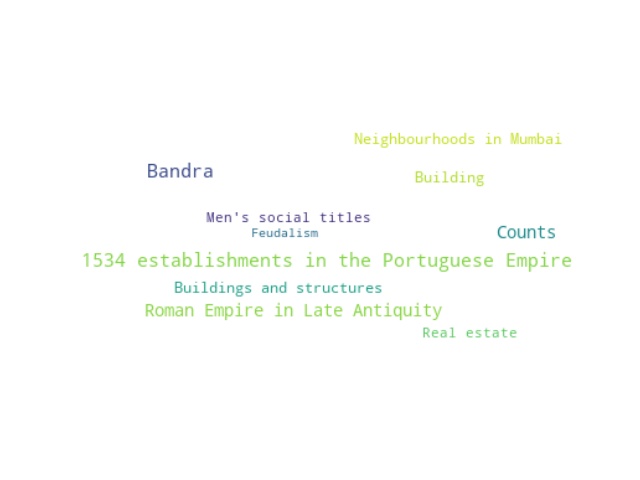 Neighbourhoods in Mumbai
Bandra
Building
Men's social titles
Feudalism
Counts
1534 establishments in the Portuguese Empire
Buildings and structures
Roman Empire in Late Antiquity
Real estate